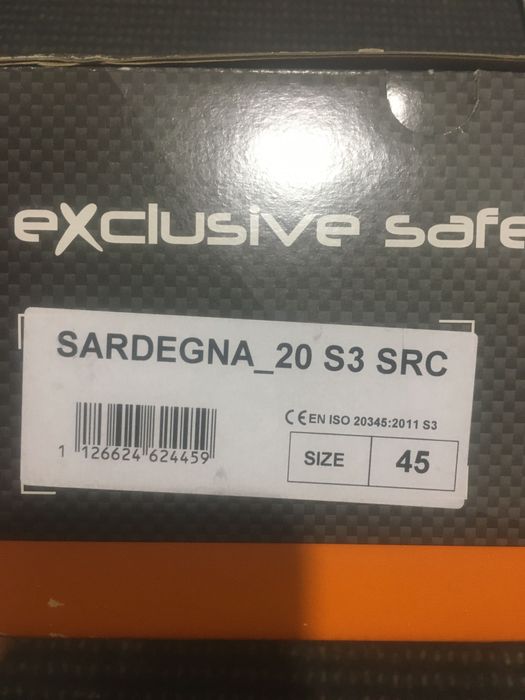 eXclusive safe
SARDEGNA_20 S3 SRC
CE EN ISO 20345:2011 S3
1 126624 624459
SIZE 45